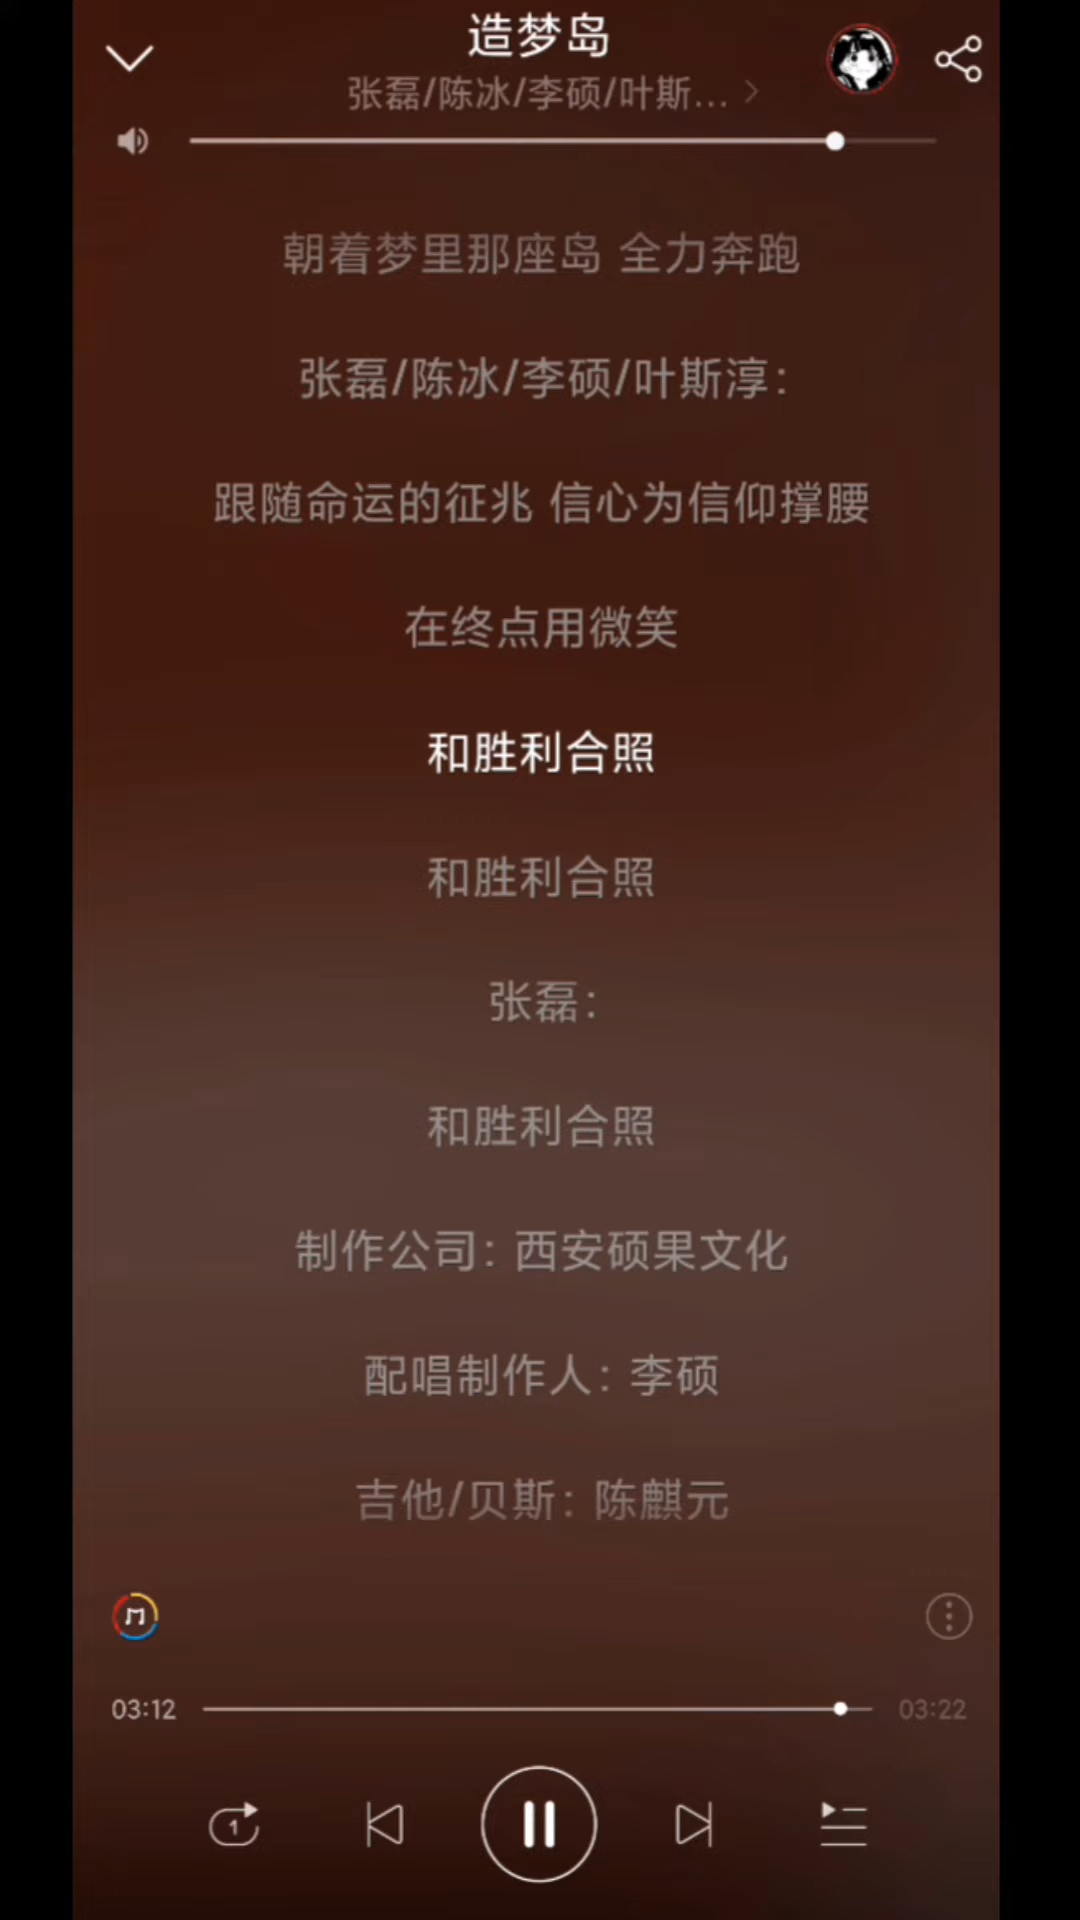 造梦岛
张磊/陈冰/李硕/叶斯...
朝着梦里那座岛 全力奔跑
张磊/陈冰/李硕/叶斯淳：
跟随命运的征兆 信心为信仰撑腰
在终点用微笑
和胜利合照
和胜利合照
张磊：
和胜利合照
制作公司：西安硕果文化
配唱制作人：李硕
吉他/贝斯：陈麒元
03:12
03:22
1